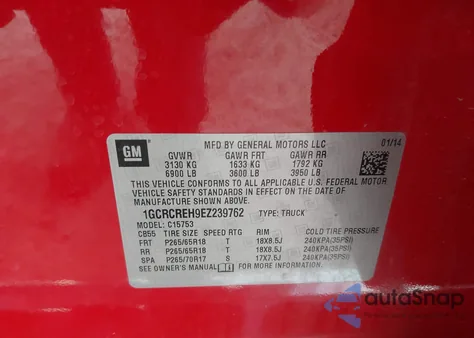 GM
MFD BY GENERAL MOTORS LLC
01/14
GVWR GAWR FRT GAWR RR
3130 KG 1633 KG 1792 KG
6900 LB 3600 LB 3950 LB
THIS VEHICLE CONFORMS TO ALL APPLICABLE U.S. FEDERAL
MOTOR VEHICLE SAFETY STANDARDS IN EFFECT ON THE DATE OF
MANUFACTURE SHOWN ABOVE.
1GCRCREH9EZ239762 TYPE: TRUCK
MODEL: C15753
CB55 TIRE SIZE SPEED RTG RIM COLD TIRE PRESSURE
FRT P265/65R18 T 18X8.5J 240KPA(35PSI)
RR P265/65R18 T 18X8.5J 240KPA(35PSI)
SPA P265/70R17 S 17X7.5J 240KPA(35PSI)
SEE OWNER'S MANUAL FOR MORE INFORMATION.
autoSnap